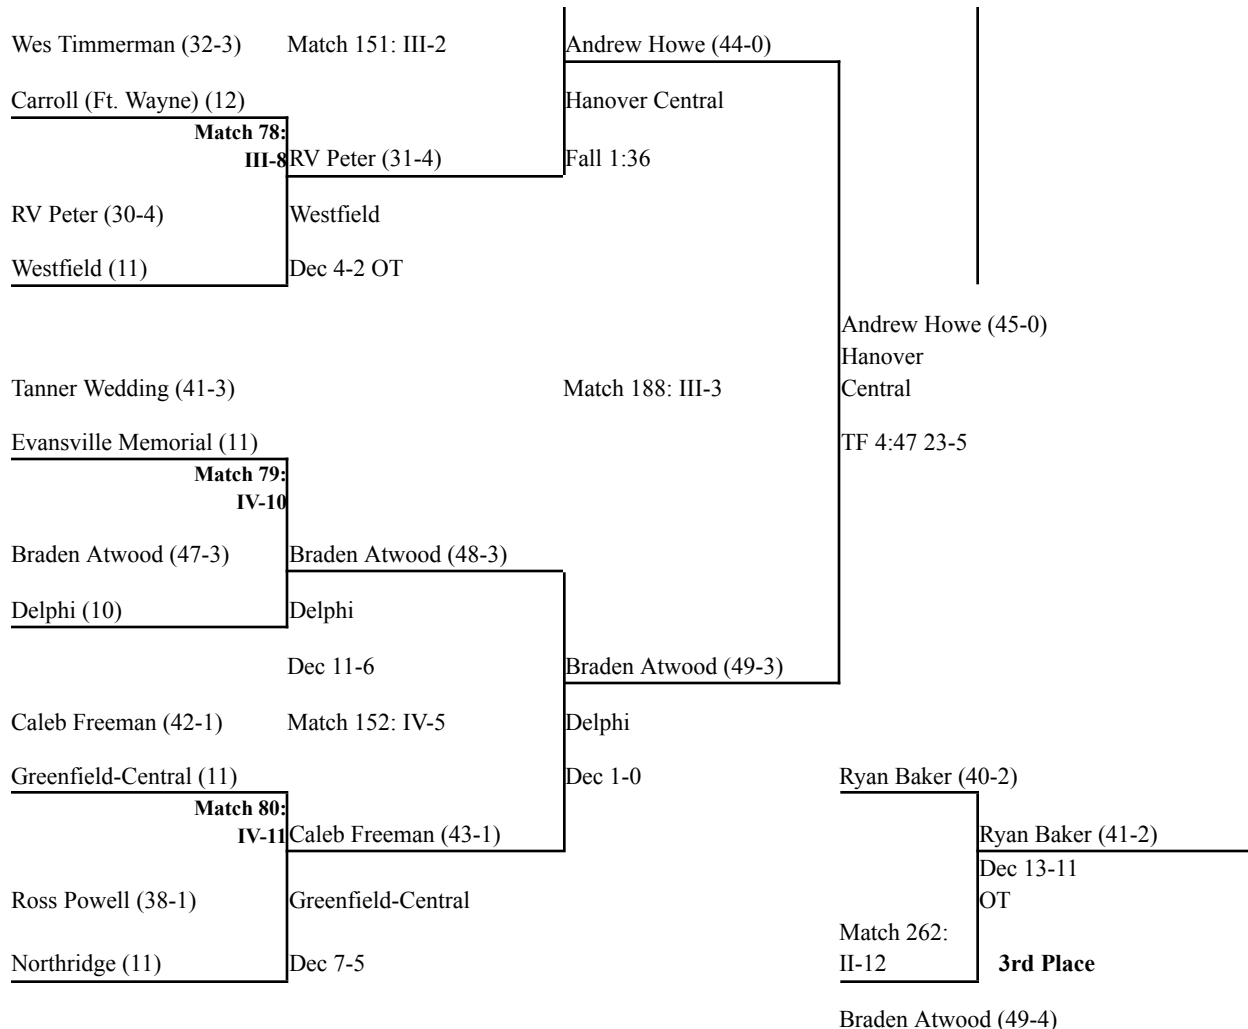 Wes Timmerman (32-3)
Match 151: III-2
Andrew Howe (44-0)
Carroll (Ft. Wayne) (12)
Hanover Central
Match 78:
III-8
RV Peter (31-4)
Fall 1:36
RV Peter (30-4)
Westfield
Westfield (11)
Dec 4-2 OT
Andrew Howe (45-0)
Hanover
Central
Tanner Wedding (41-3)
Match 188: III-3
Evansville Memorial (11)
TF 4:47 23-5
Match 79:
IV-10
Braden Atwood (47-3)
Braden Atwood (48-3)
Delphi (10)
Delphi
Dec 11-6
Braden Atwood (49-3)
Caleb Freeman (42-1)
Match 152: IV-5
Delphi
Greenfield-Central (11)
Dec 1-0
Ryan Baker (40-2)
Match 80:
IV-11
Caleb Freeman (43-1)
Ryan Baker (41-2)
Dec 13-11
OT
Ross Powell (38-1)
Greenfield-Central
Match 262:
II-12
Northridge (11)
Dec 7-5
3rd Place
Braden Atwood (49-4)